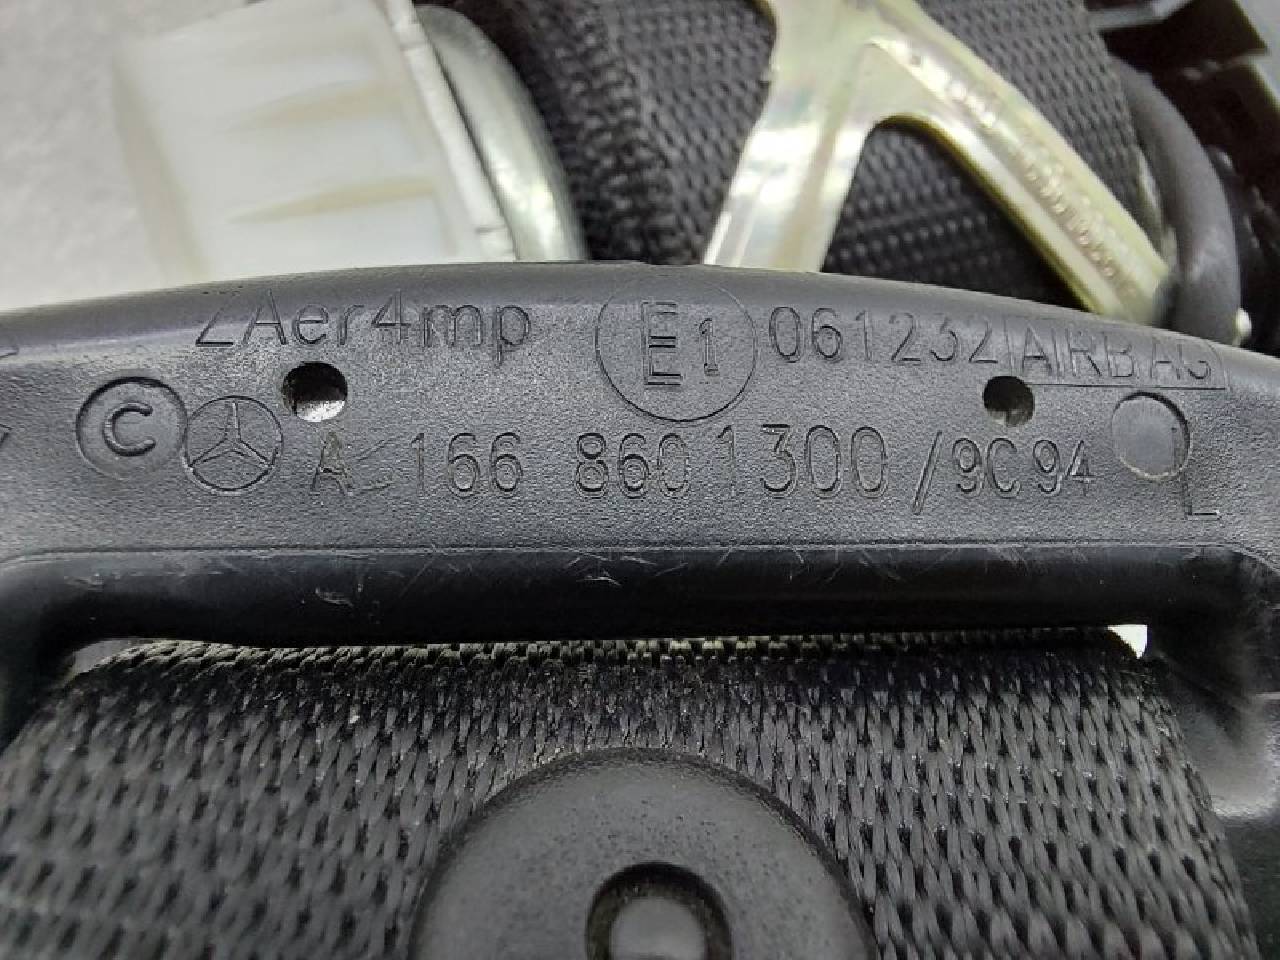 ZAer4mp E1 061232 AIRBAG
© A 166 860 1300 /9C94 L